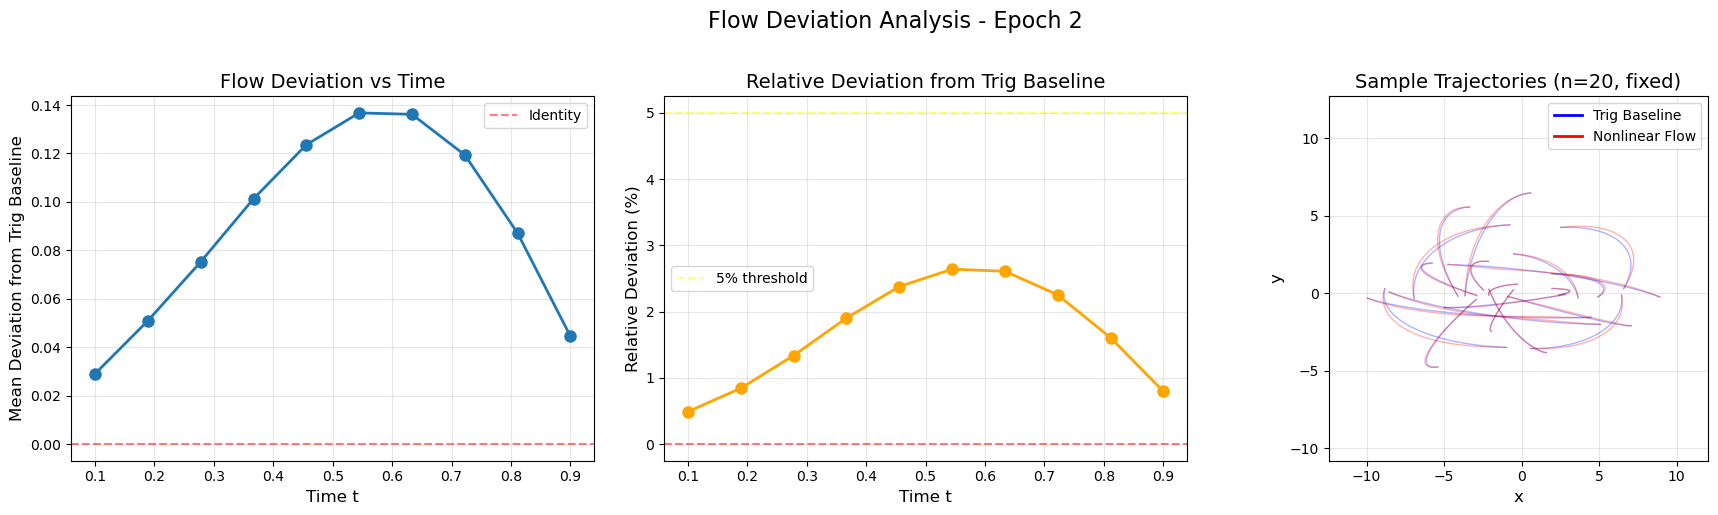 Flow Deviation Analysis - Epoch 2
Flow Deviation vs Time
Mean Deviation from Trig Baseline
0.14
0.12
0.10
0.08
0.06
0.04
0.02
0.00
Identity
0.1 0.2 0.3 0.4 0.5 0.6 0.7 0.8 0.9
Time t
Relative Deviation from Trig Baseline
Relative Deviation (%)
5
4
3
2
1
0
5% threshold
0.1 0.2 0.3 0.4 0.5 0.6 0.7 0.8 0.9
Time t
Sample Trajectories (n=20, fixed)
y
10
5
0
−5
−10
Trig Baseline
Nonlinear Flow
−10 −5 0 5 10
x